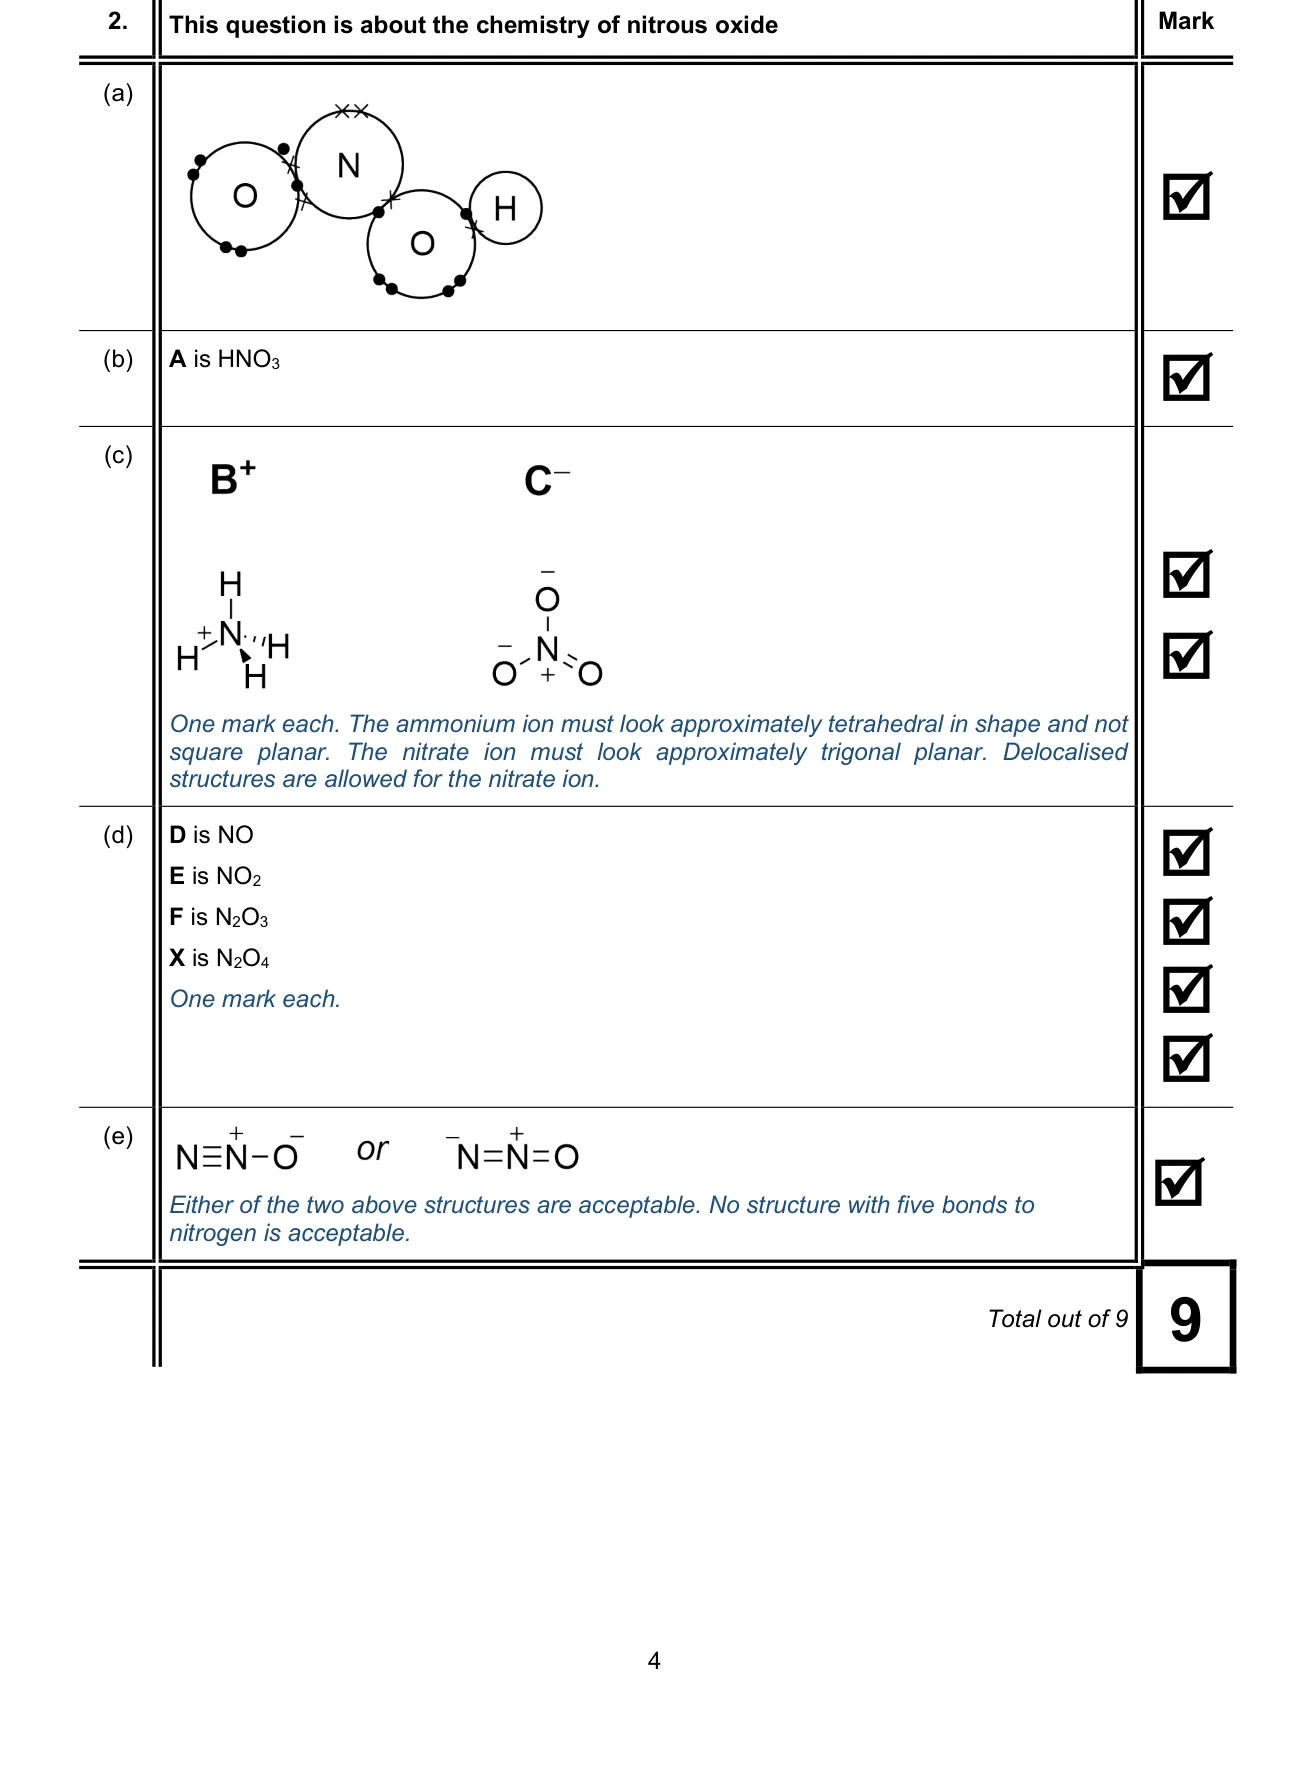 2. This question is about the chemistry of nitrous oxide Mark
(a)
N
O
H
O
(b) A is HNO₃
(c)
B⁺ C⁻
H
+
N
H
H
H
−
O
−
N
O + O
One mark each. The ammonium ion must look approximately tetrahedral in shape and not
square planar. The nitrate ion must look approximately trigonal planar. Delocalised
structures are allowed for the nitrate ion.
(d) D is NO
E is NO₂
F is N₂O₃
X is N₂O₄
One mark each.
(e)
+ − − +
N≡N−O or N=N=O
Either of the two above structures are acceptable. No structure with five bonds to
nitrogen is acceptable.
Total out of 9 9
4